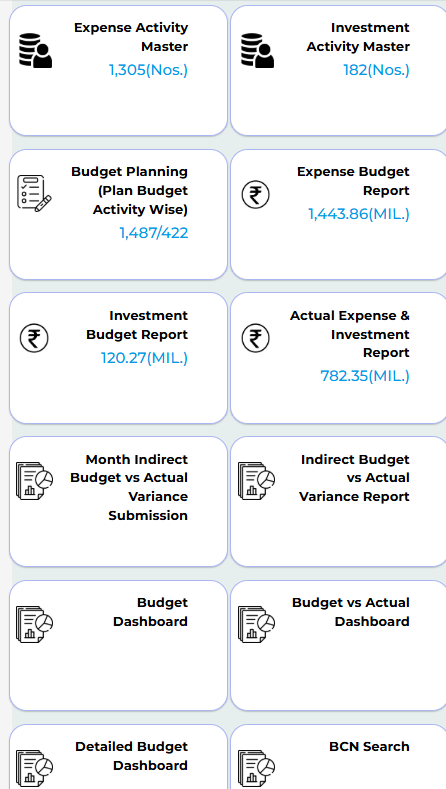 Expense Activity
Master
1,305(Nos.)
Investment
Activity Master
182(Nos.)
Budget Planning
(Plan Budget
Activity Wise)
1,487/422
Expense Budget
Report
1,443.86(MIL.)
Investment
Budget Report
120.27(MIL.)
Actual Expense &
Investment
Report
782.35(MIL.)
Month Indirect
Budget vs Actual
Variance
Submission
Indirect Budget
vs Actual
Variance Report
Budget
Dashboard
Budget vs Actual
Dashboard
Detailed Budget
Dashboard
BCN Search